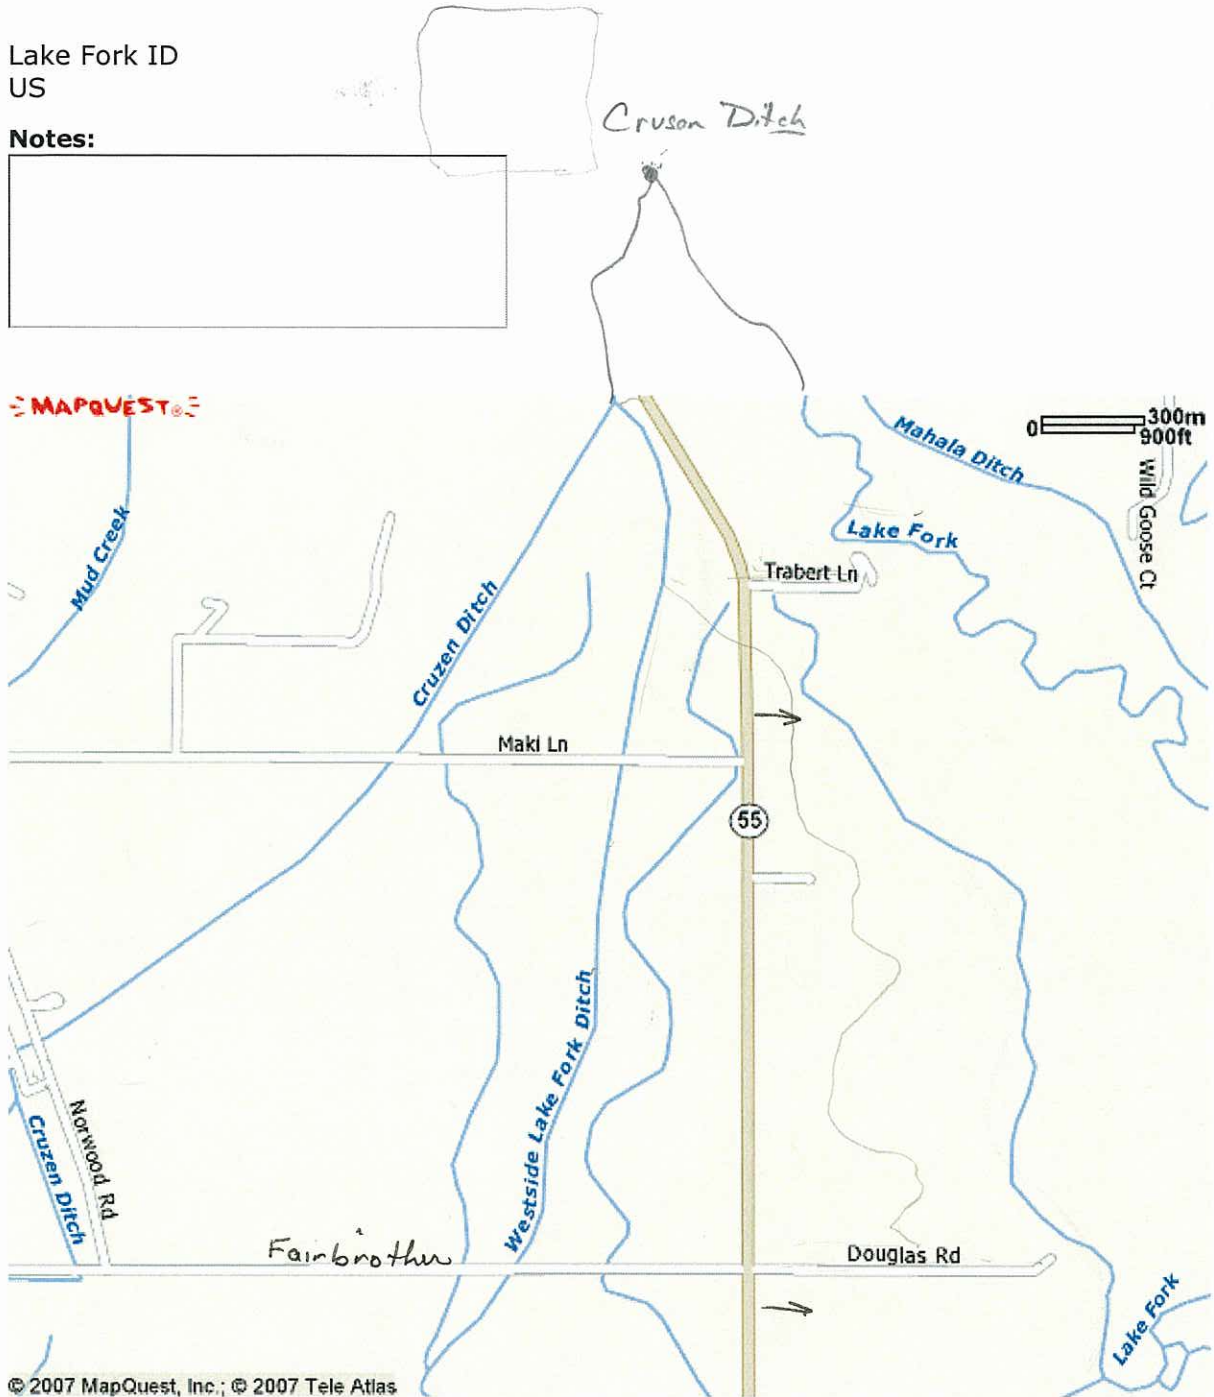 Lake Fork ID
US
Notes:
Cruson Ditch
MAPQUEST
0 300m
900ft
Mahala Ditch
Wild Goose Ct
Lake Fork
Mud Creek
Trabert Ln
Cruzen Ditch
Maki Ln
55
Westside Lake Fork Ditch
Norwood Rd
Cruzen Ditch
Fairbrother
Douglas Rd
Lake Fork
© 2007 MapQuest, Inc.; © 2007 Tele Atlas